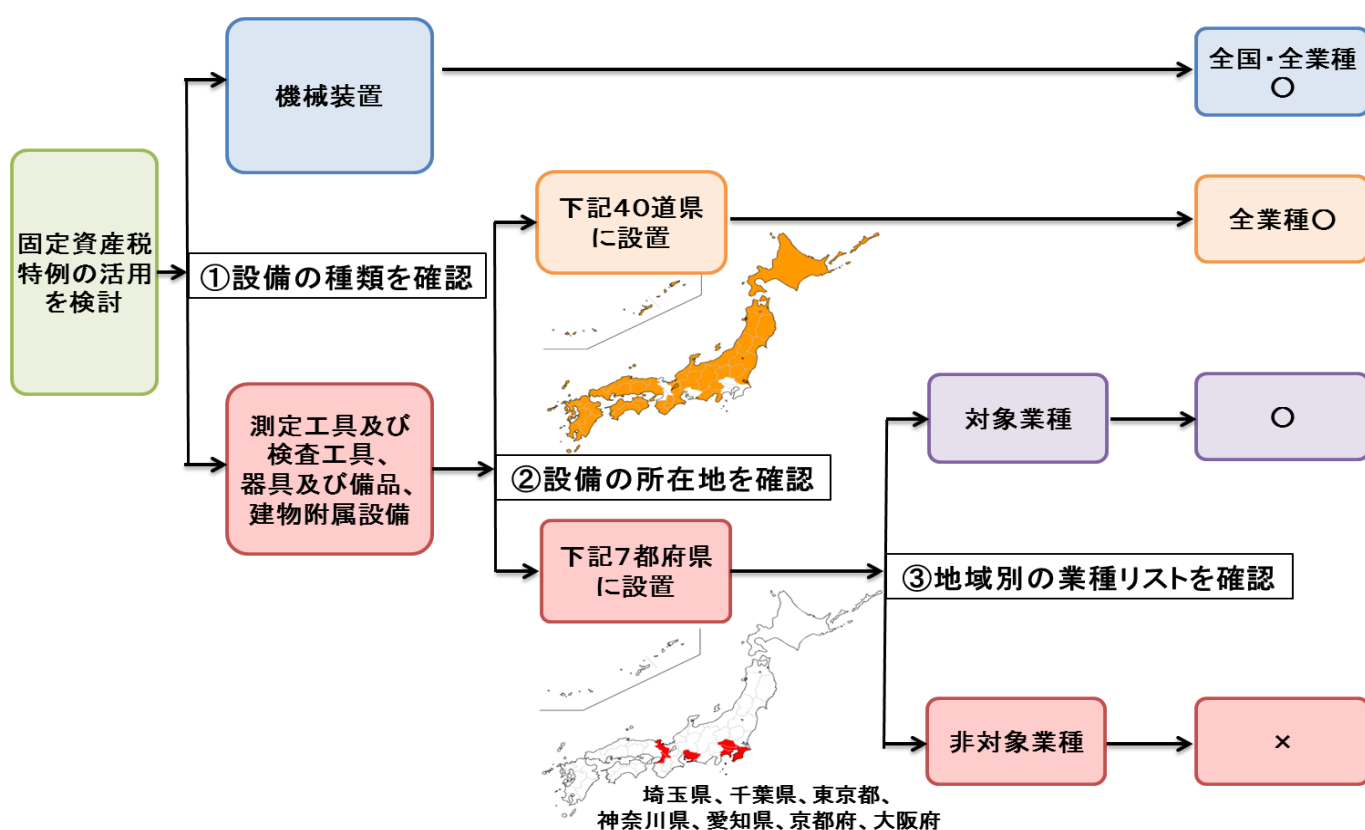 固定資産税
特例の活用
を検討
①設備の種類を確認
機械装置
全国・全業種
○
測定工具及び
検査工具、
器具及び備品、
建物附属設備
②設備の所在地を確認
下記40道県
に設置
全業種○
下記7都府県
に設置
埼玉県、千葉県、東京都、
神奈川県、愛知県、京都府、大阪府
③地域別の業種リストを確認
対象業種
○
非対象業種
×